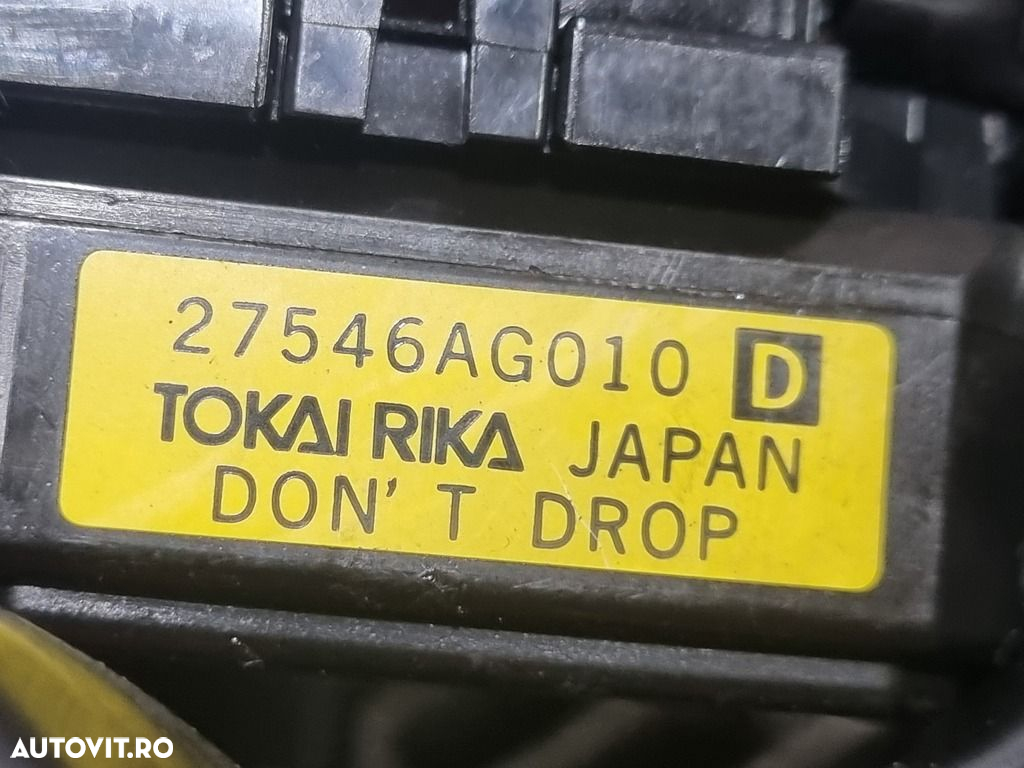 27546AG010 D
TOKAI RIKA JAPAN
DON'T DROP
AUTOVIT.RO